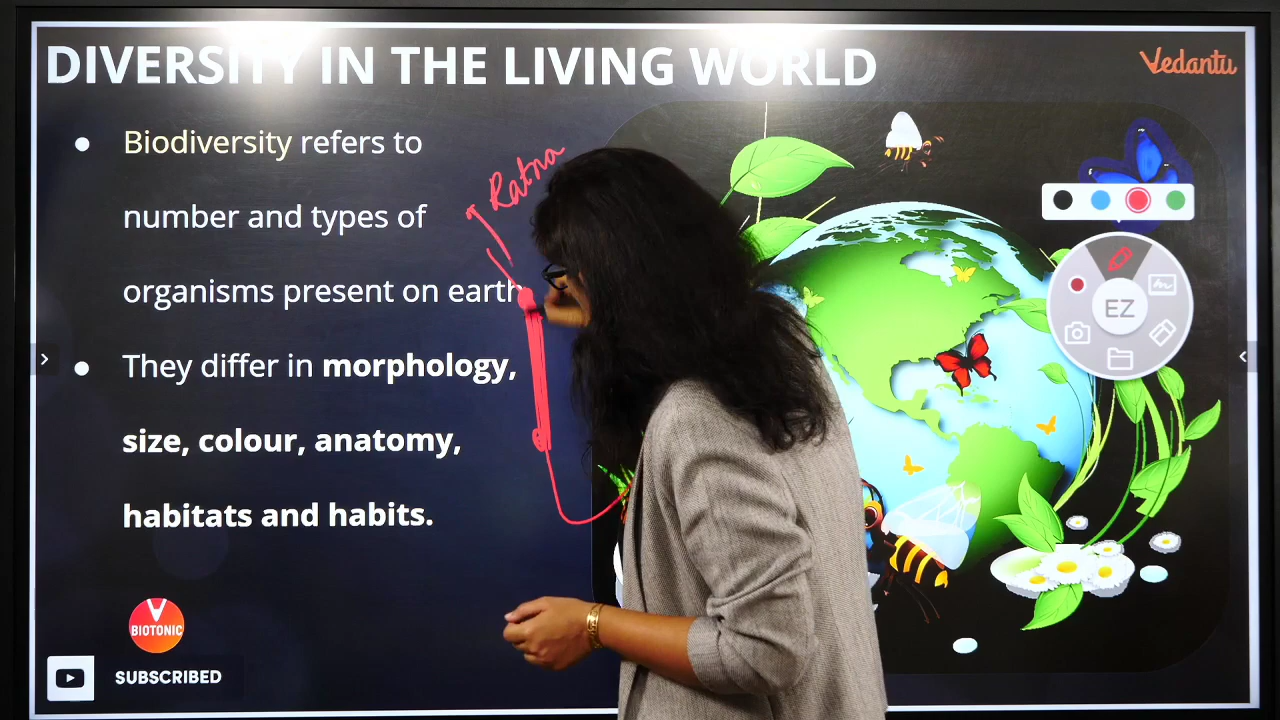 DIVERSITY IN THE LIVING WORLD
Vedantu
Biodiversity refers to
number and types of
organisms present on earth
They differ in morphology,
size, colour, anatomy,
habitats and habits.
Ratna
EZ
V
BIOTONIC
SUBSCRIBED